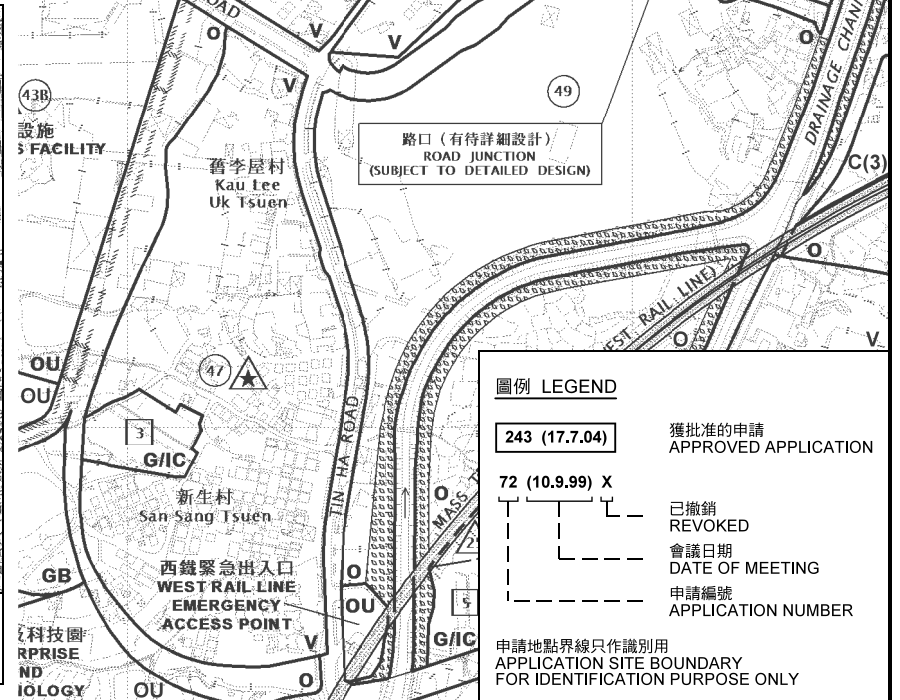 OAD
O
V
V
V
O
DRAINAGE CHAN
43B
49
設施
S FACILITY
路口（有待詳細設計）
ROAD JUNCTION
(SUBJECT TO DETAILED DESIGN)
C(3)
舊李屋村
Kau Lee
Uk Tsuen
O
EST RAIL LINE)
O
V
OU
OU
47
3
G/IC
TIN HA ROAD
新生村
San Sang Tsuen
O
MASS T
西鐵緊急出入口
WEST RAIL LINE
EMERGENCY
ACCESS POINT
GB
O
OU
5
G/IC
V
O
及科技園
RPRISE
ND
NOLOGY
OU
圖例 LEGEND
243 (17.7.04)
獲批准的申請
APPROVED APPLICATION
72 (10.9.99) X
已撤銷
REVOKED
會議日期
DATE OF MEETING
申請編號
APPLICATION NUMBER
申請地點界線只作識別用
APPLICATION SITE BOUNDARY
FOR IDENTIFICATION PURPOSE ONLY